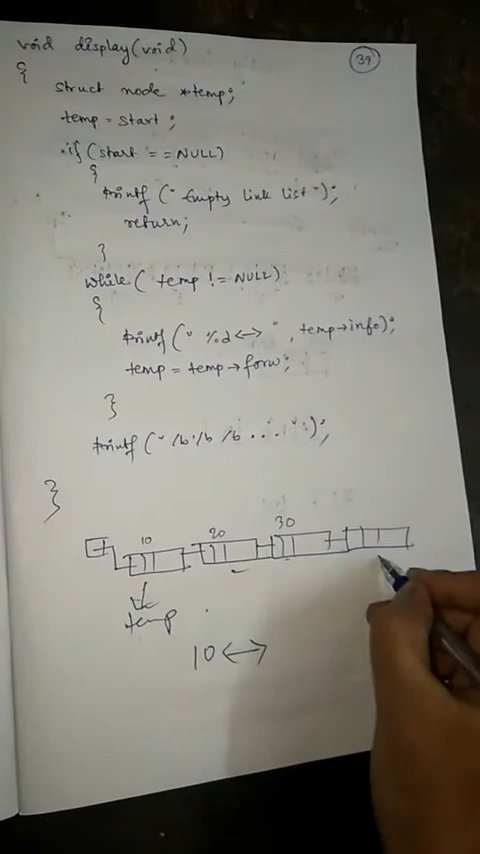 39
void display(void)
{
struct node *temp;
temp = start ;
if (start == NULL)
{
printf (" Empty link list ");
return;
}
while ( temp != NULL)
{
printf (" %d<-> ", temp→info);
temp = temp→forw;
}
printf (" /b /b /b ... ");
}
10 20 30
temp
10 <->